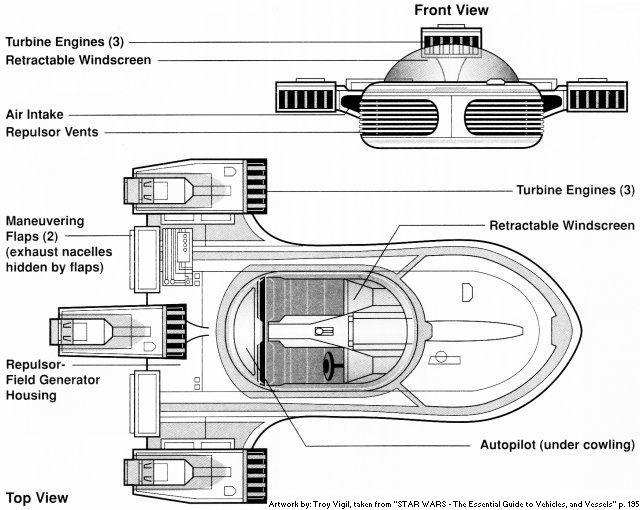 Front View
Turbine Engines (3)
Retractable Windscreen
Air Intake
Repulsor Vents
Turbine Engines (3)
Retractable Windscreen
Maneuvering
Flaps (2)
(exhaust nacelles
hidden by flaps)
Repulsor-
Field Generator
Housing
Autopilot (under cowling)
Top View
Artwork by: Troy Vigil, taken from "STAR WARS - The Essential Guide to Vehicles, and Vessels" p. 195